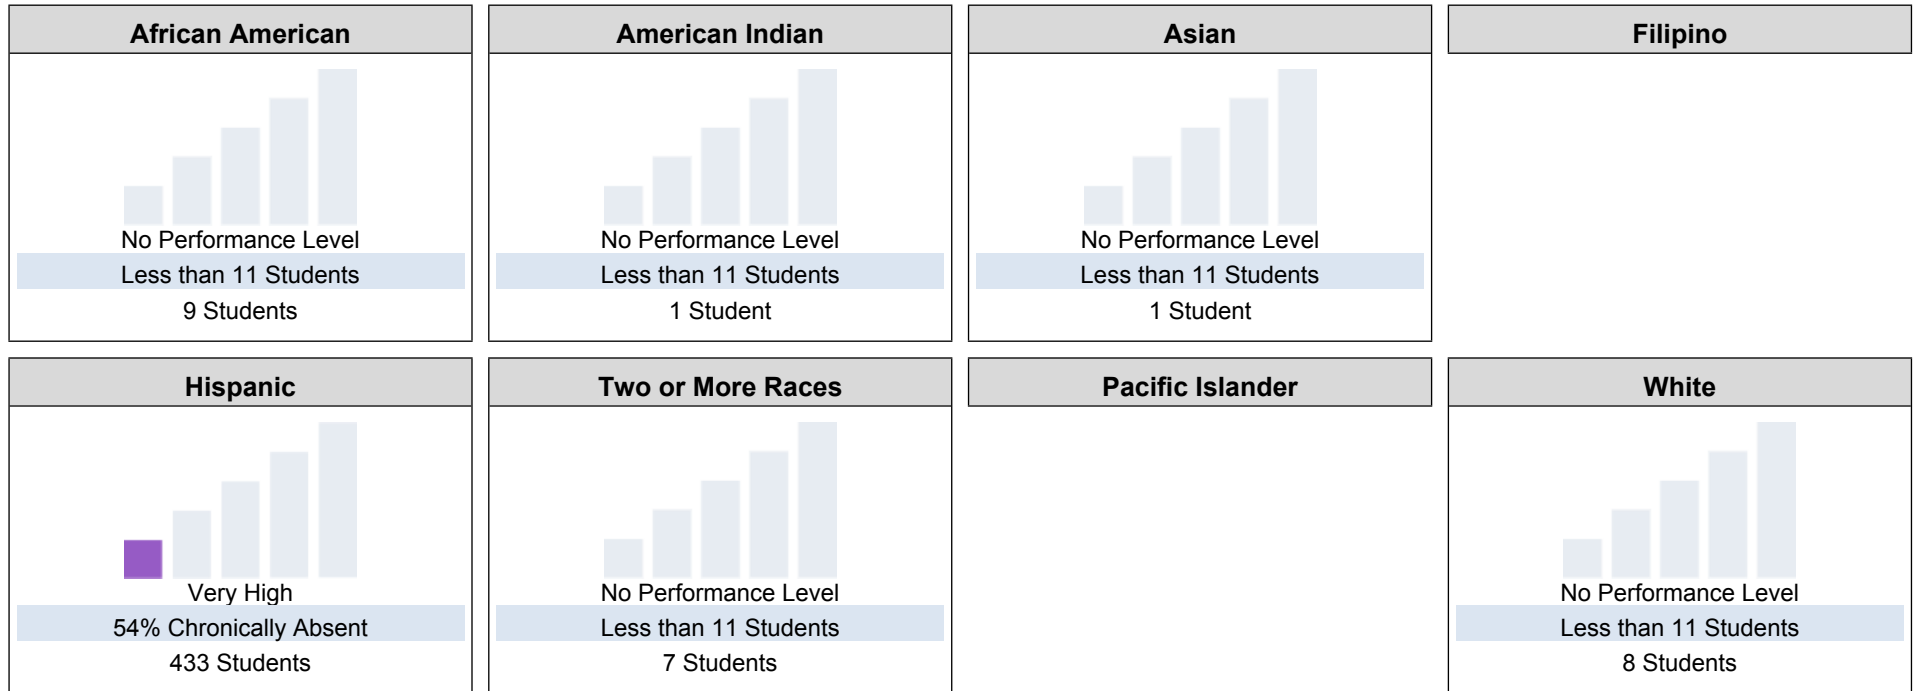 African American
No Performance Level
Less than 11 Students
9 Students
American Indian
No Performance Level
Less than 11 Students
1 Student
Asian
No Performance Level
Less than 11 Students
1 Student
Filipino
Hispanic
Very High
54% Chronically Absent
433 Students
Two or More Races
No Performance Level
Less than 11 Students
7 Students
Pacific Islander
White
No Performance Level
Less than 11 Students
8 Students